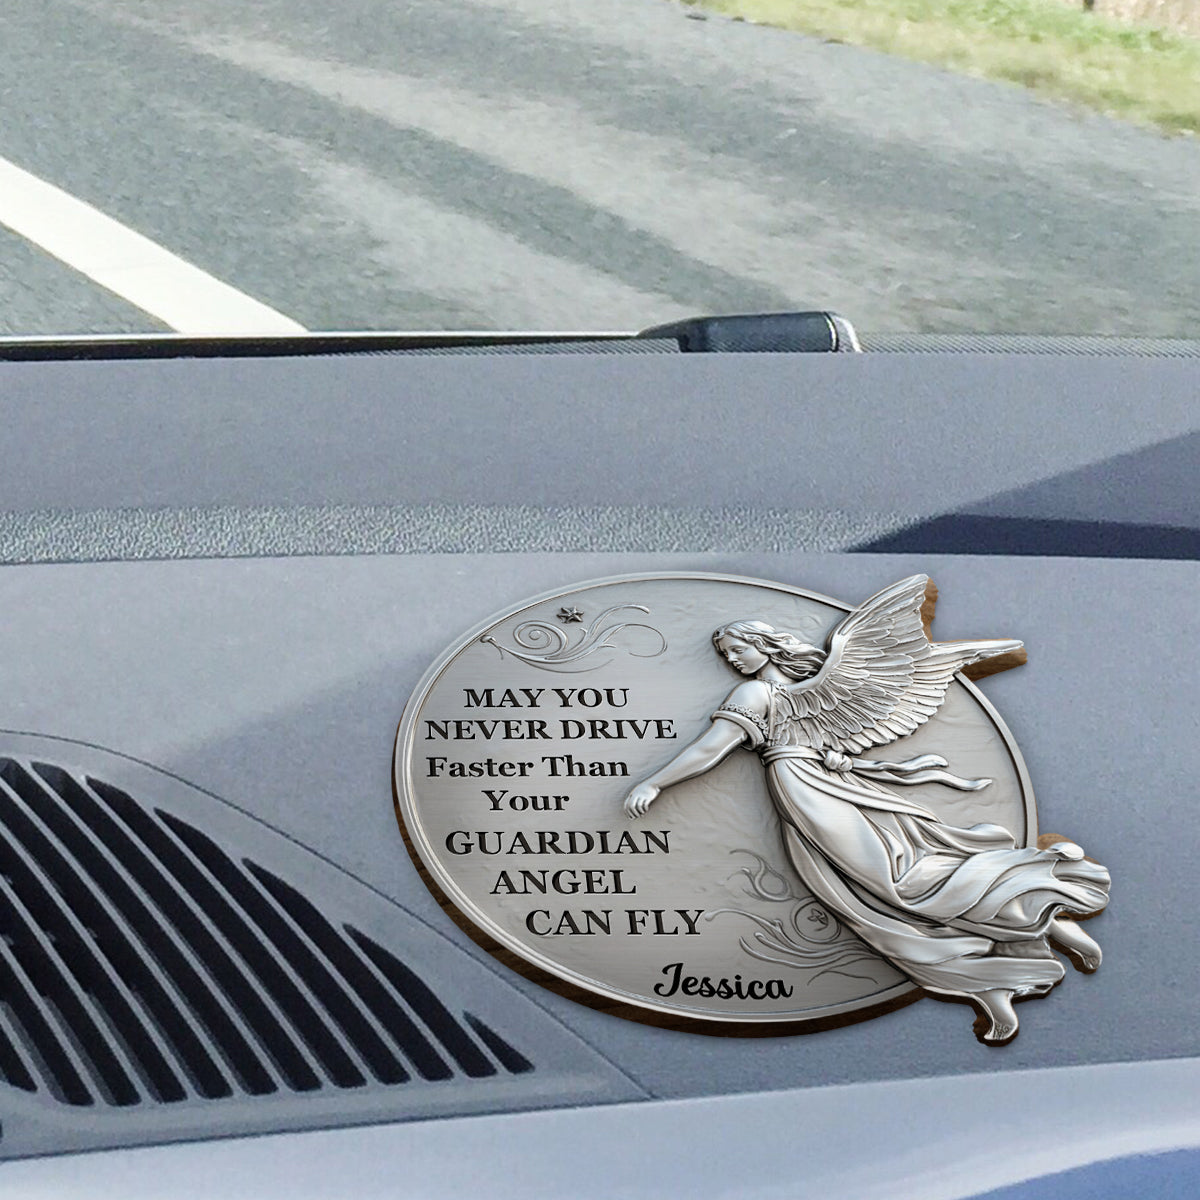 MAY YOU
NEVER DRIVE
Faster Than
Your
GUARDIAN
ANGEL
CAN FLY
Jessica